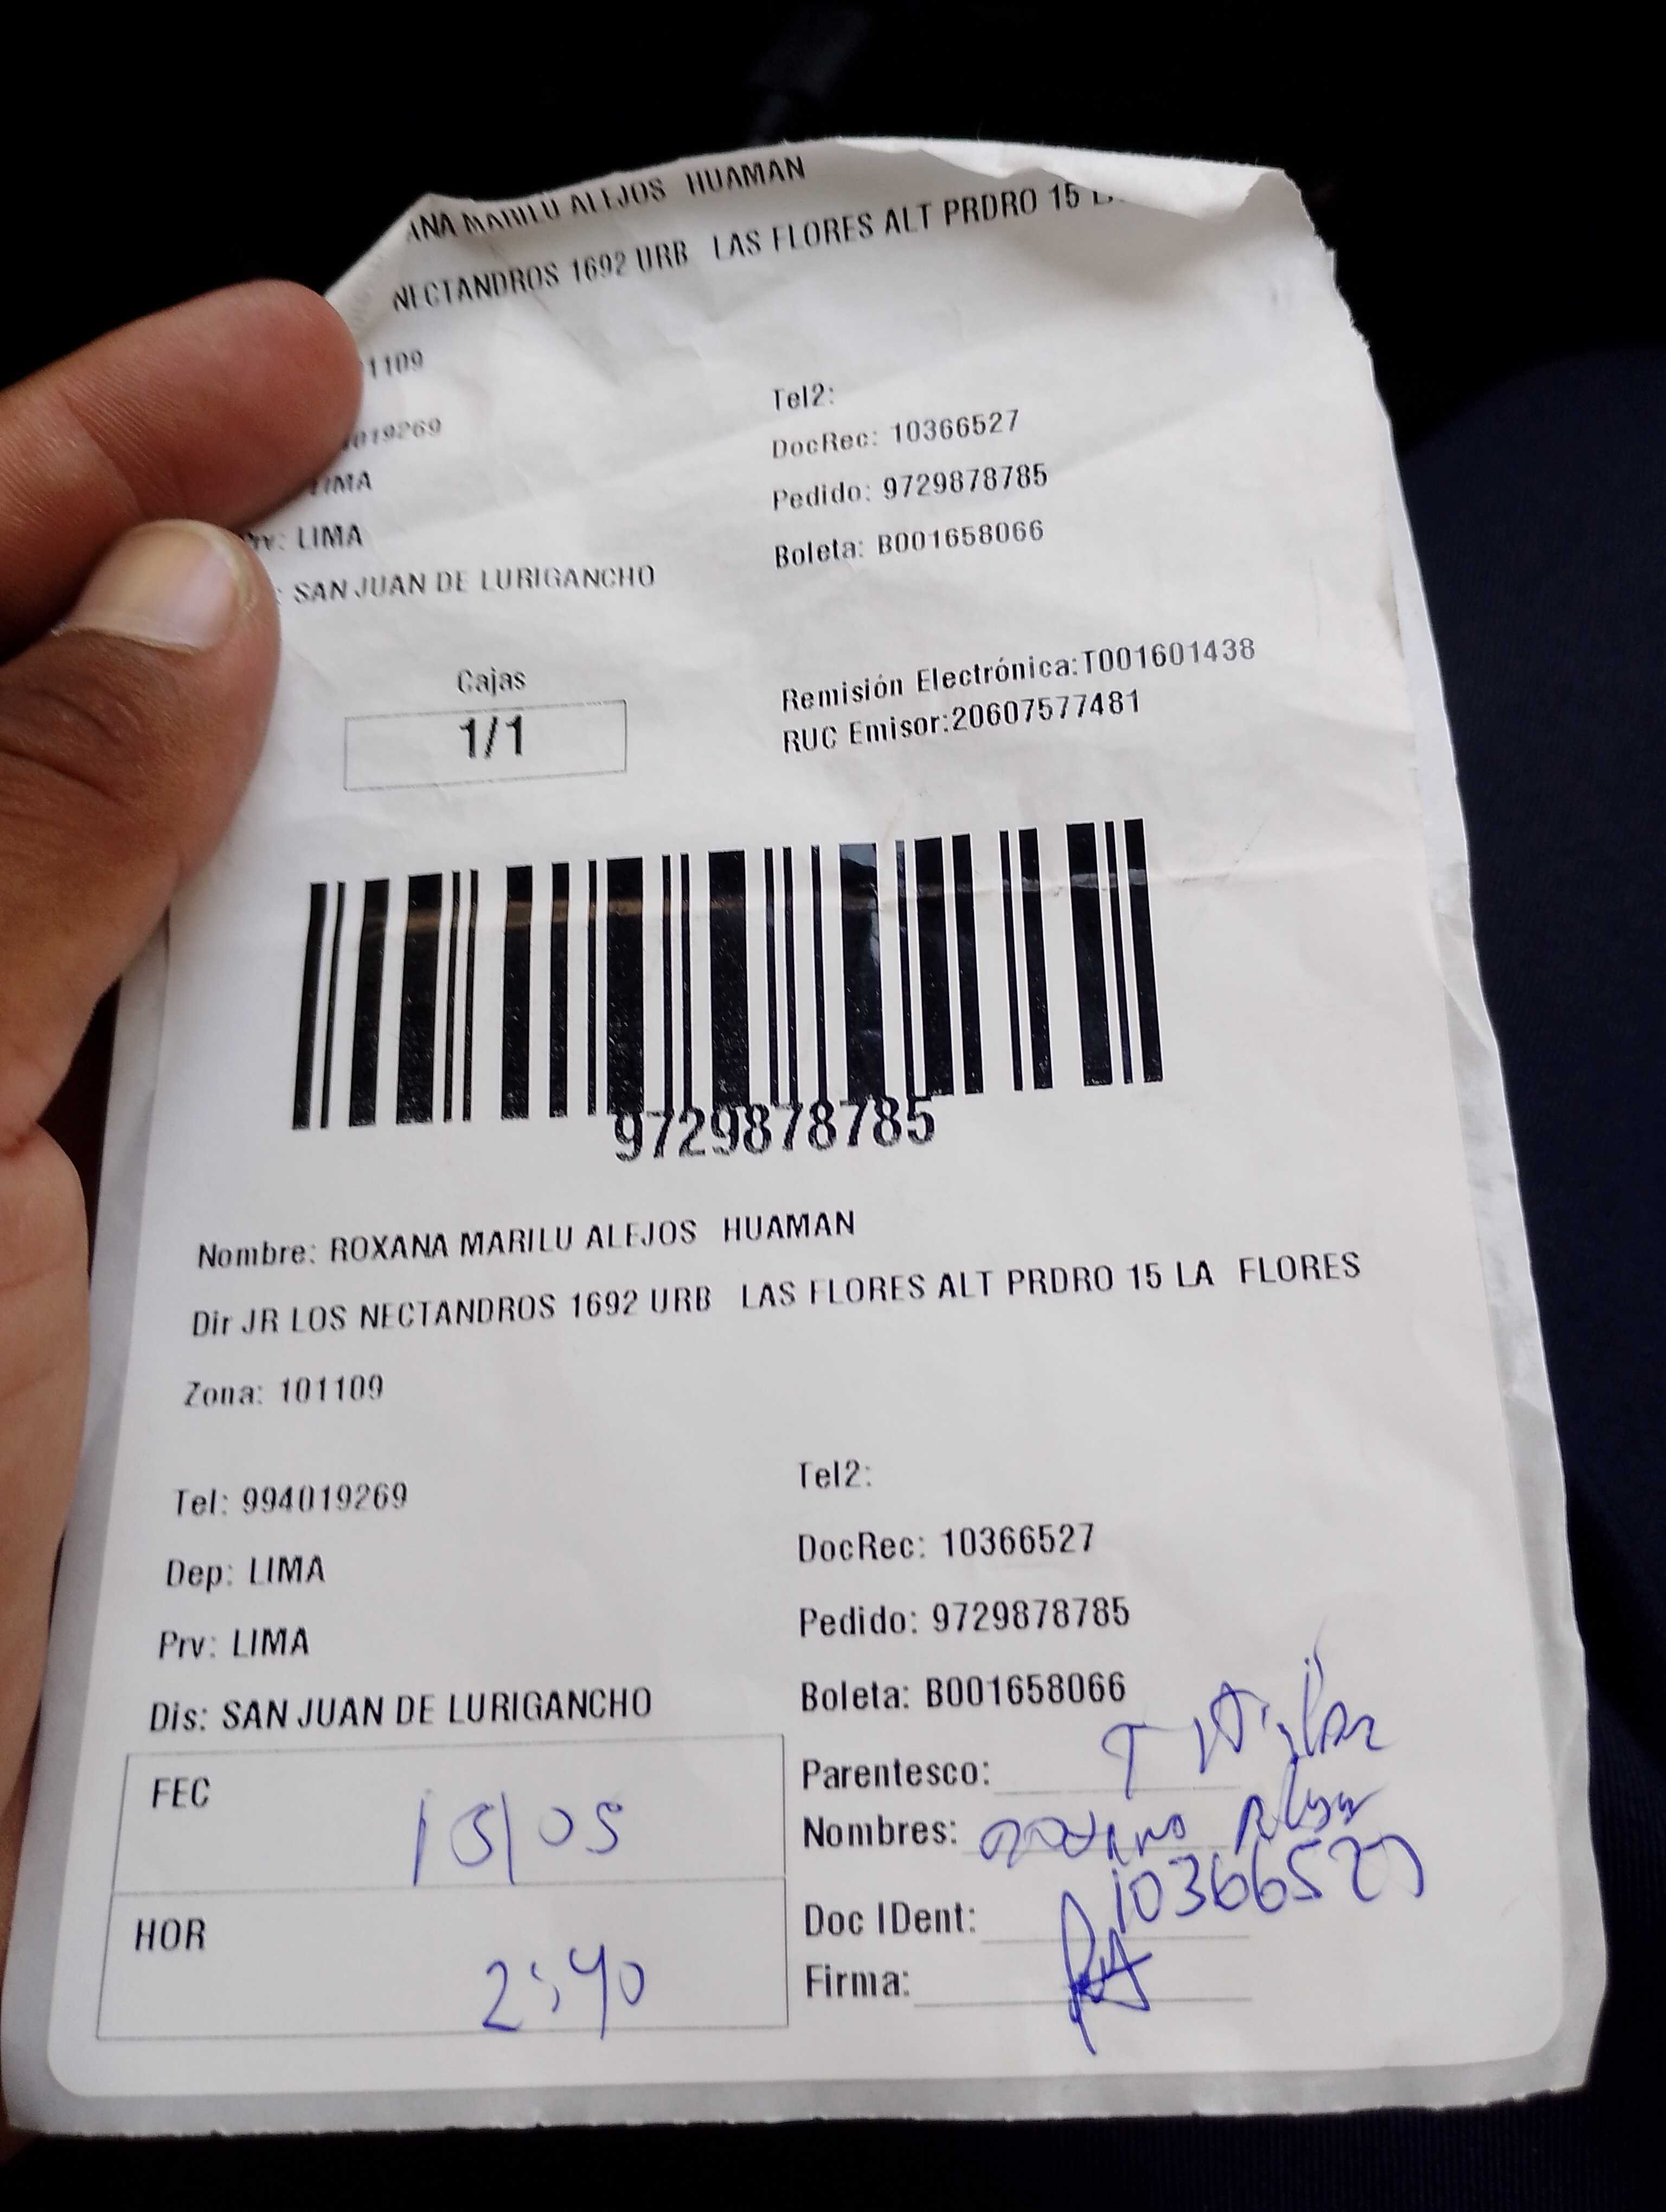 ANA MARILU ALEJOS HUAMAN
NECTANDROS 1692 URB LAS FLORES ALT PRDRO 15
1109
019269
LIMA
Prv: LIMA
: SAN JUAN DE LURIGANCHO
Tel2:
DocRec: 10366527
Pedido: 9729878785
Boleta: B001658066
Cajas
1/1
Remisión Electrónica:T001601438
RUC Emisor:20607577481
9729878785
Nombre: ROXANA MARILU ALEJOS HUAMAN
Dir JR LOS NECTANDROS 1692 URB LAS FLORES ALT PRDRO 15 LA FLORES
Zona: 101109
Tel: 994019269
Dep: LIMA
Prv: LIMA
Dis: SAN JUAN DE LURIGANCHO
Tel2:
DocRec: 10366527
Pedido: 9729878785
Boleta: B001658066
FEC 15/05
HOR 2:40
Parentesco: T
Nombres:
Doc IDent: 10366527
Firma: